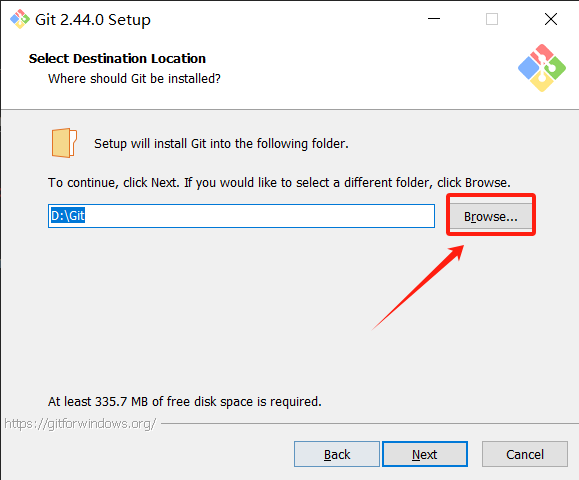 Git 2.44.0 Setup
Select Destination Location
Where should Git be installed?
Setup will install Git into the following folder.
To continue, click Next. If you would like to select a different folder, click Browse.
D:\Git
Browse...
At least 335.7 MB of free disk space is required.
https://gitforwindows.org/
Back
Next
Cancel